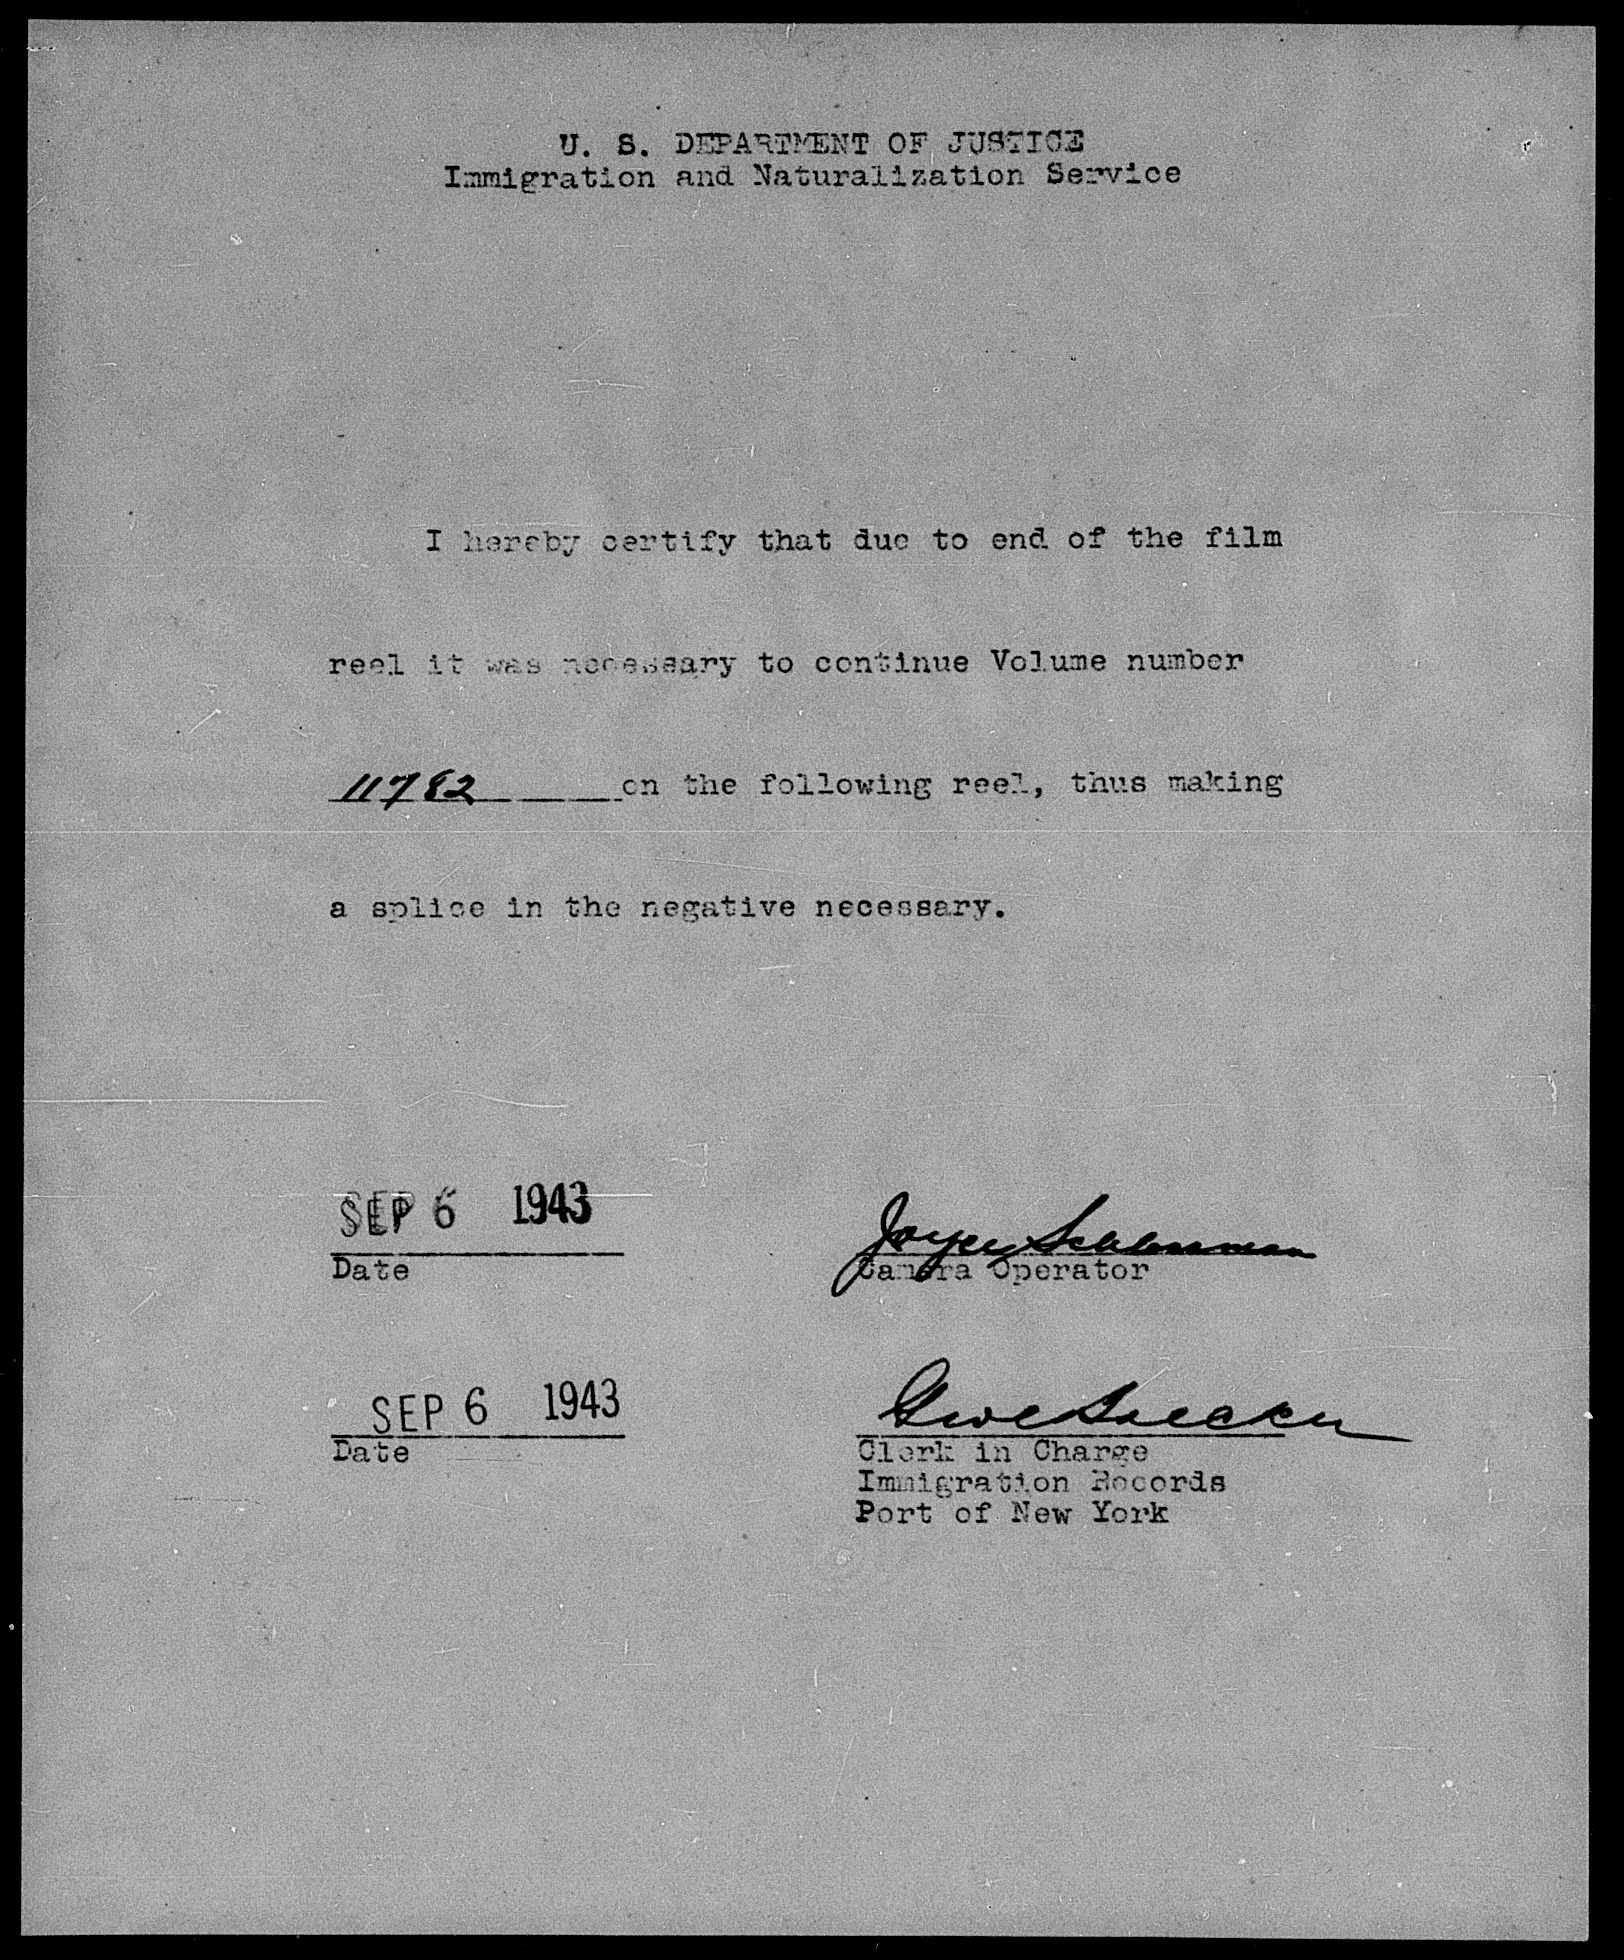 U. S. DEPARTMENT OF JUSTICE
Immigration and Naturalization Service
I hereby certify that due to end of the film
reel it was necessary to continue Volume number
11782 on the following reel, thus making
a splice in the negative necessary.
SEP 6 1943
Date
Camera Operator
SEP 6 1943
Date
Clerk in Charge
Immigration Records
Port of New York